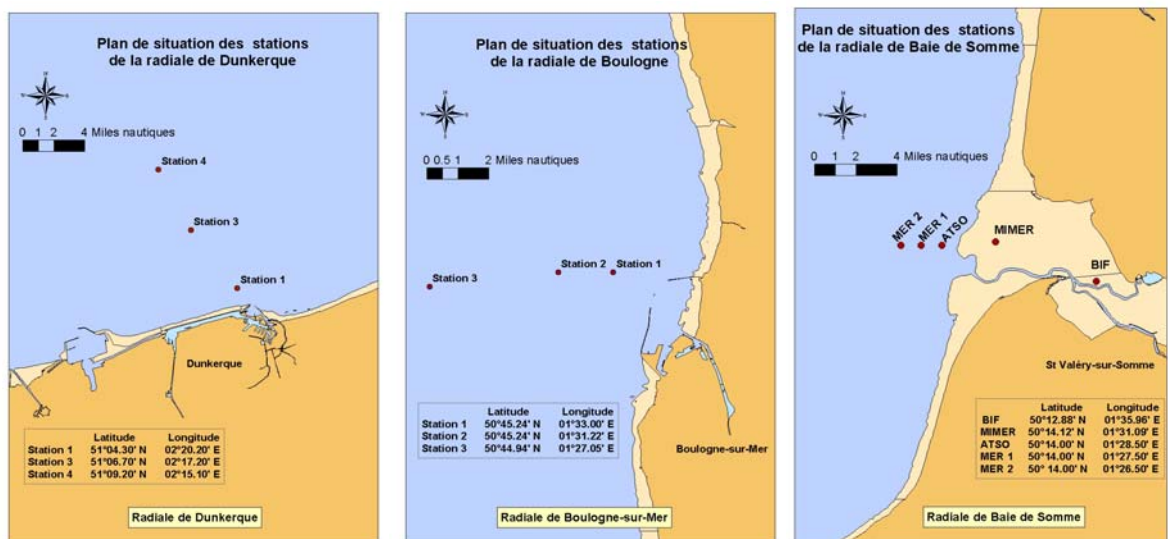 Plan de situation des stations
de la radiale de Dunkerque
0 1 2 4 Miles nautiques
Station 4
Station 3
Station 1
Dunkerque
Latitude Longitude
Station 1 51°04.30' N 02°20.20' E
Station 3 51°06.70' N 02°17.20' E
Station 4 51°09.20' N 02°15.10' E
Radiale de Dunkerque
Plan de situation des stations
de la radiale de Boulogne
0 0.5 1 2 Miles nautiques
Station 2 Station 1
Station 3
Latitude Longitude
Station 1 50°45.24' N 01°33.00' E
Station 2 50°45.24' N 01°31.22' E
Station 3 50°44.94' N 01°27.05' E
Boulogne-sur-Mer
Radiale de Boulogne-sur-Mer
Plan de situation des stations
de la radiale de Baie de Somme
0 1 2 4 Miles nautiques
MER 2
MER 1
ATSO
MIMER
BIF
St Valéry-sur-Somme
Latitude Longitude
BIF 50°12.88' N 01°35.96' E
MIMER 50°14.12' N 01°31.09' E
ATSO 50°14.00' N 01°28.50' E
MER 1 50°14.00' N 01°27.50' E
MER 2 50° 14.00' N 01°26.50' E
Radiale de Baie de Somme